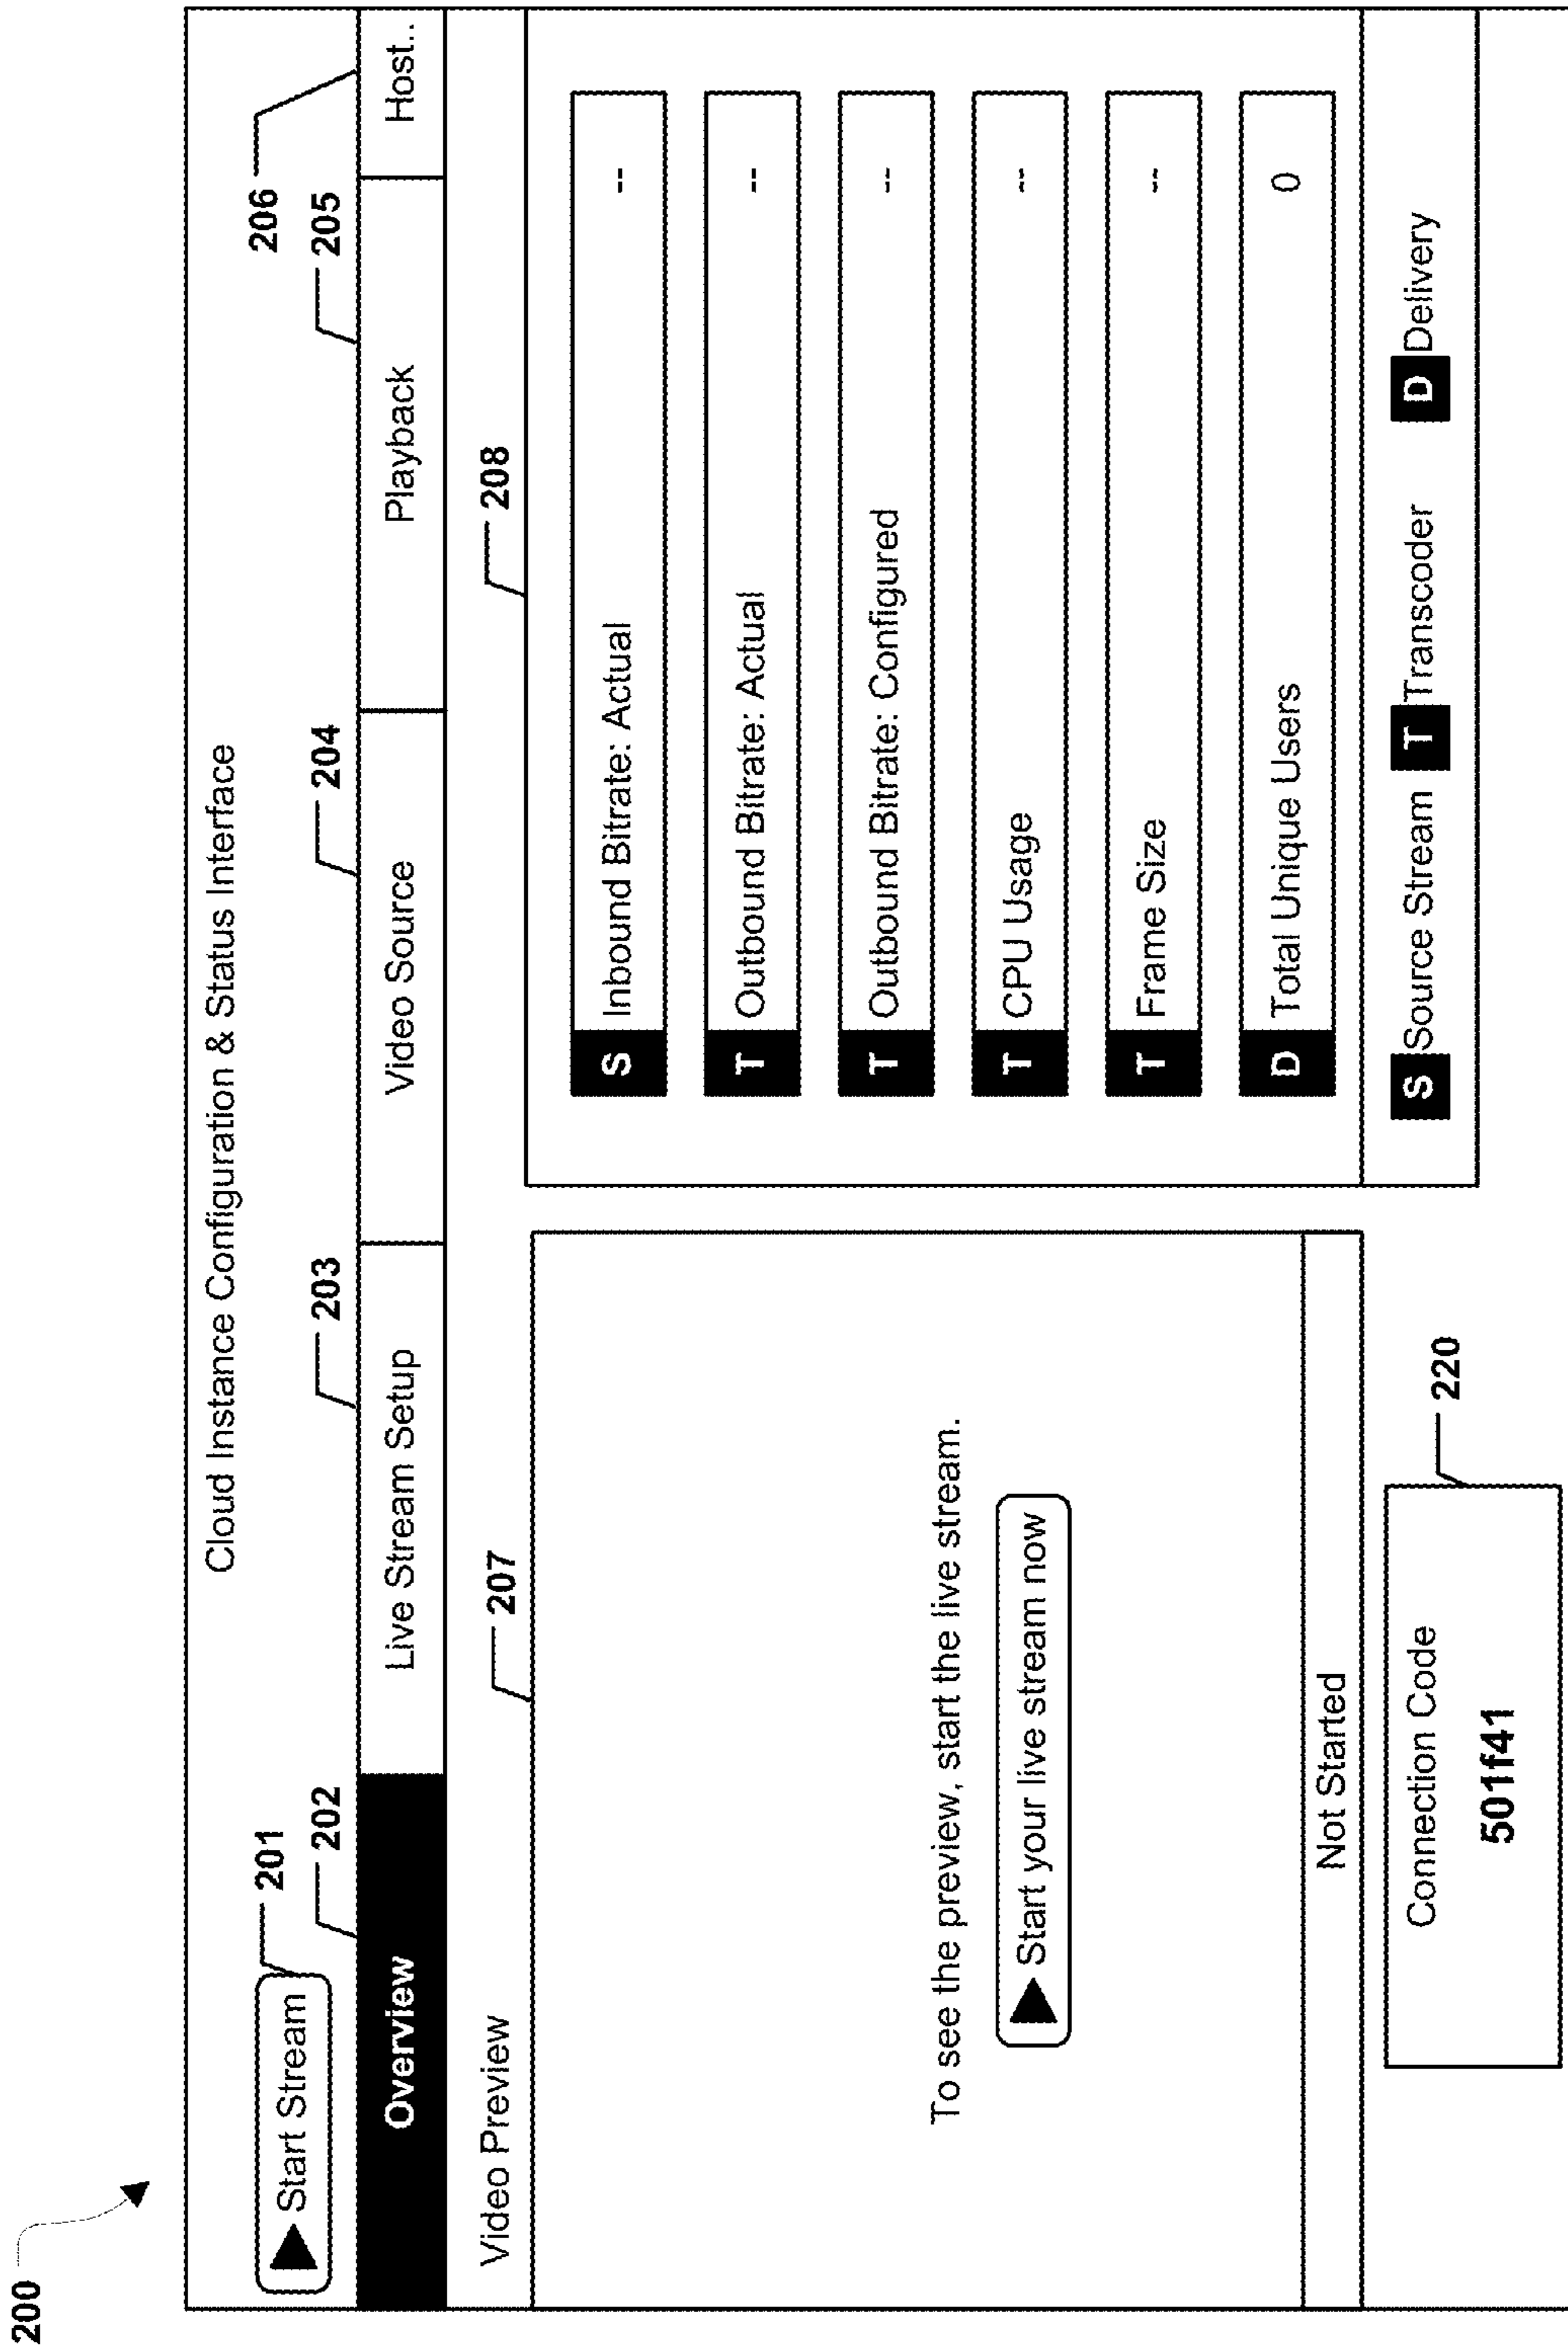 200
Cloud Instance Configuration & Status Interface
Start Stream
201
202
203
204
205
206
Overview
Live Stream Setup
Video Source
Playback
Host..
Video Preview
207
208
To see the preview, start the live stream.
Start your live stream now
Not Started
S Inbound Bitrate: Actual --
T Outbound Bitrate: Actual --
T Outbound Bitrate: Configured --
T CPU Usage --
T Frame Size --
D Total Unique Users 0
S Source Stream T Transcoder D Delivery
Connection Code
501f41
220